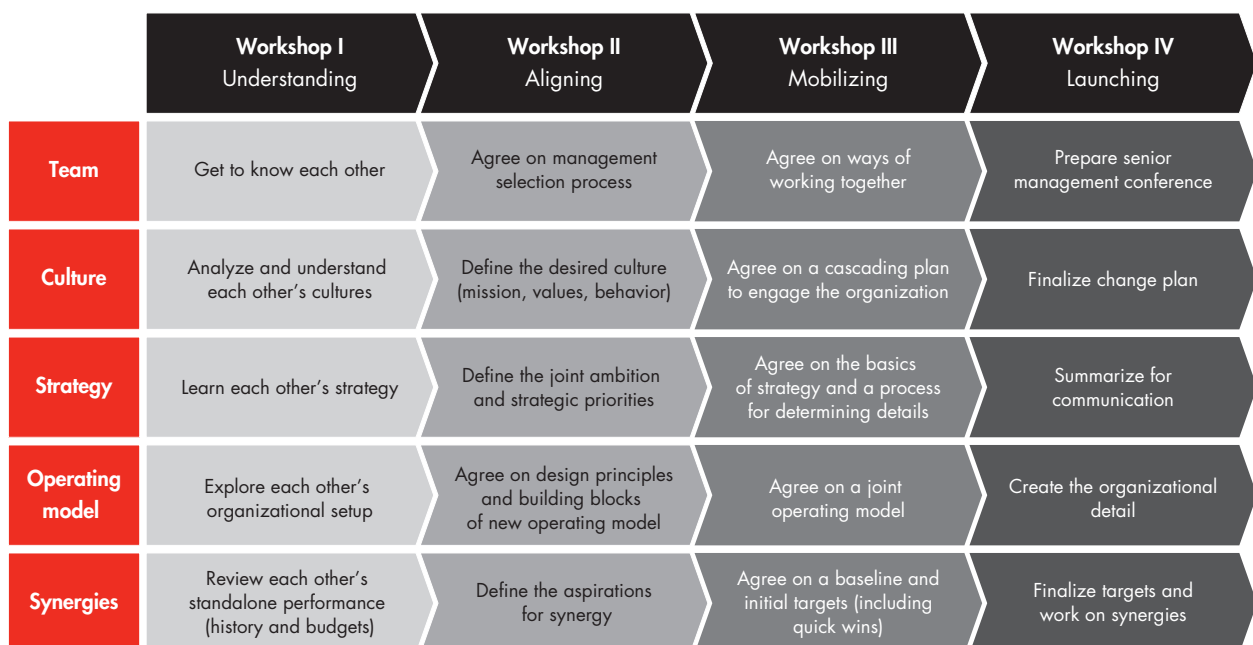 Workshop I
Understanding
Workshop II
Aligning
Workshop III
Mobilizing
Workshop IV
Launching
Team
Get to know each other
Agree on management
selection process
Agree on ways of
working together
Prepare senior
management conference
Culture
Analyze and understand
each other's cultures
Define the desired culture
(mission, values, behavior)
Agree on a cascading plan
to engage the organization
Finalize change plan
Strategy
Learn each other's strategy
Define the joint ambition
and strategic priorities
Agree on the basics
of strategy and a process
for determining details
Summarize for
communication
Operating
model
Explore each other's
organizational setup
Agree on design principles
and building blocks
of new operating model
Agree on a joint
operating model
Create the organizational
detail
Synergies
Review each other's
standalone performance
(history and budgets)
Define the aspirations
for synergy
Agree on a baseline and
initial targets (including
quick wins)
Finalize targets and
work on synergies